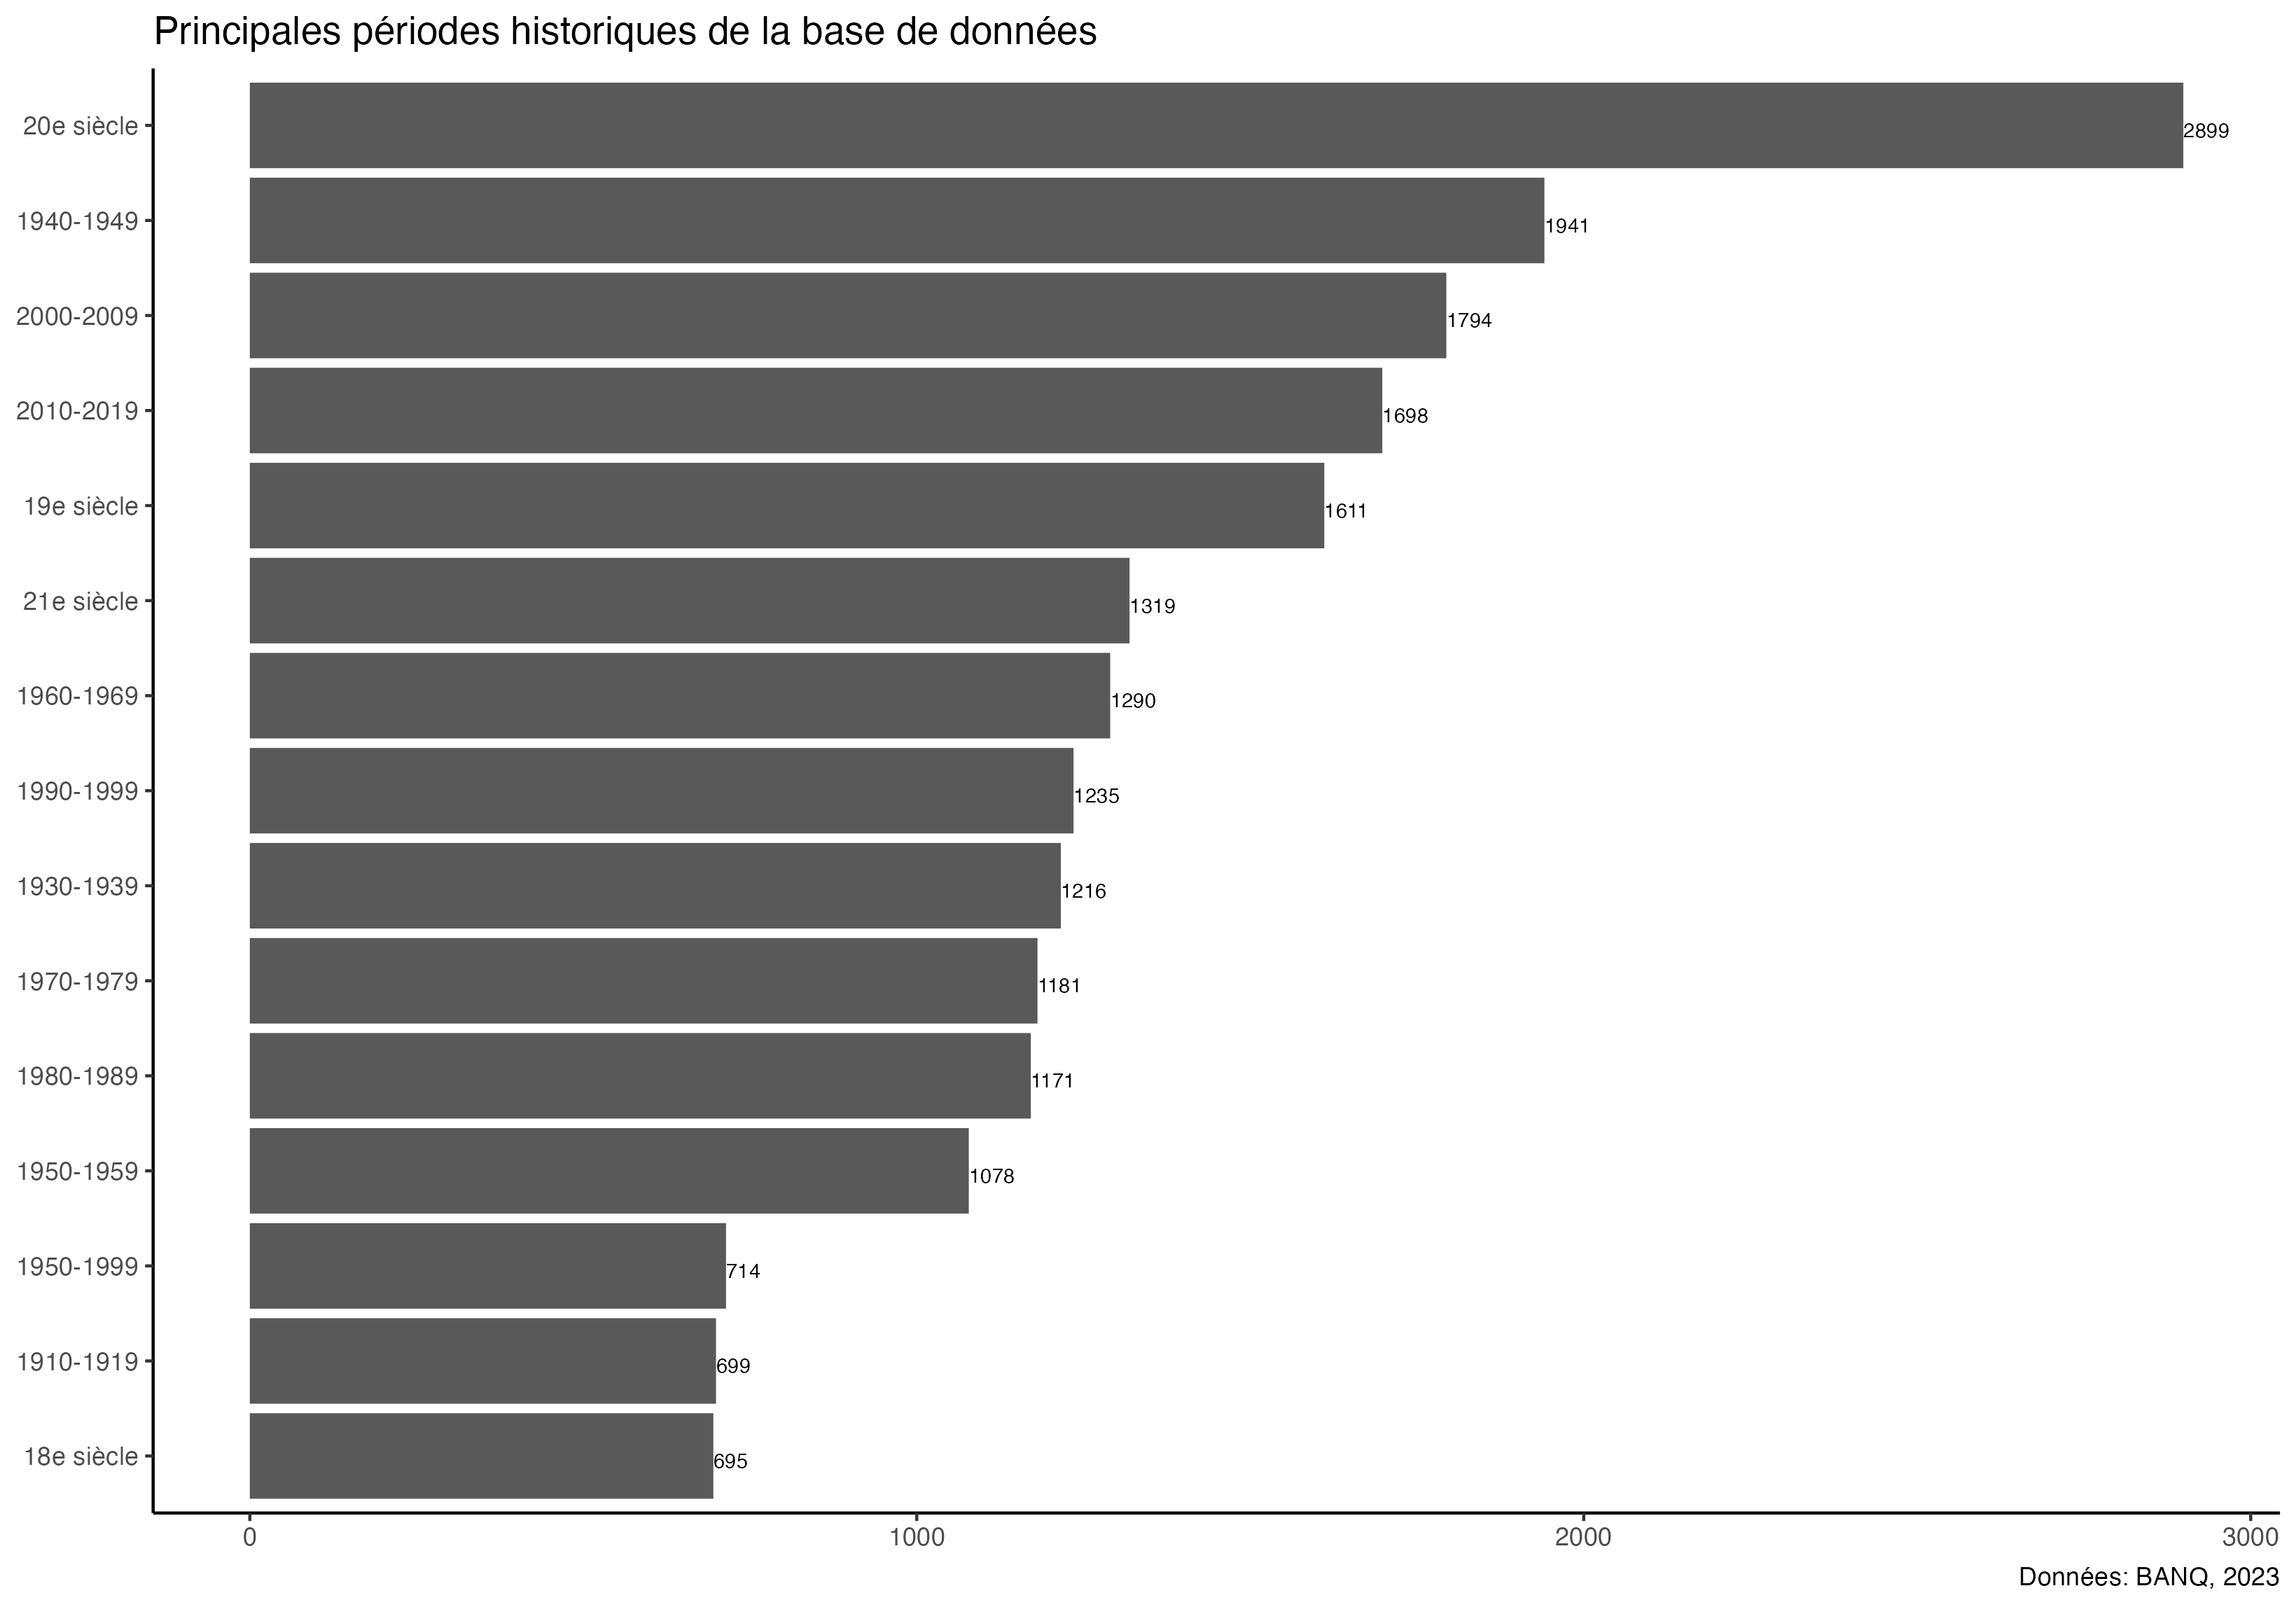 Principales périodes historiques de la base de données
20e siècle 2899
1940-1949 1941
2000-2009 1794
2010-2019 1698
19e siècle 1611
21e siècle 1319
1960-1969 1290
1990-1999 1235
1930-1939 1216
1970-1979 1181
1980-1989 1171
1950-1959 1078
1950-1999 714
1910-1919 699
18e siècle 695
0 1000 2000 3000
Données: BANQ, 2023